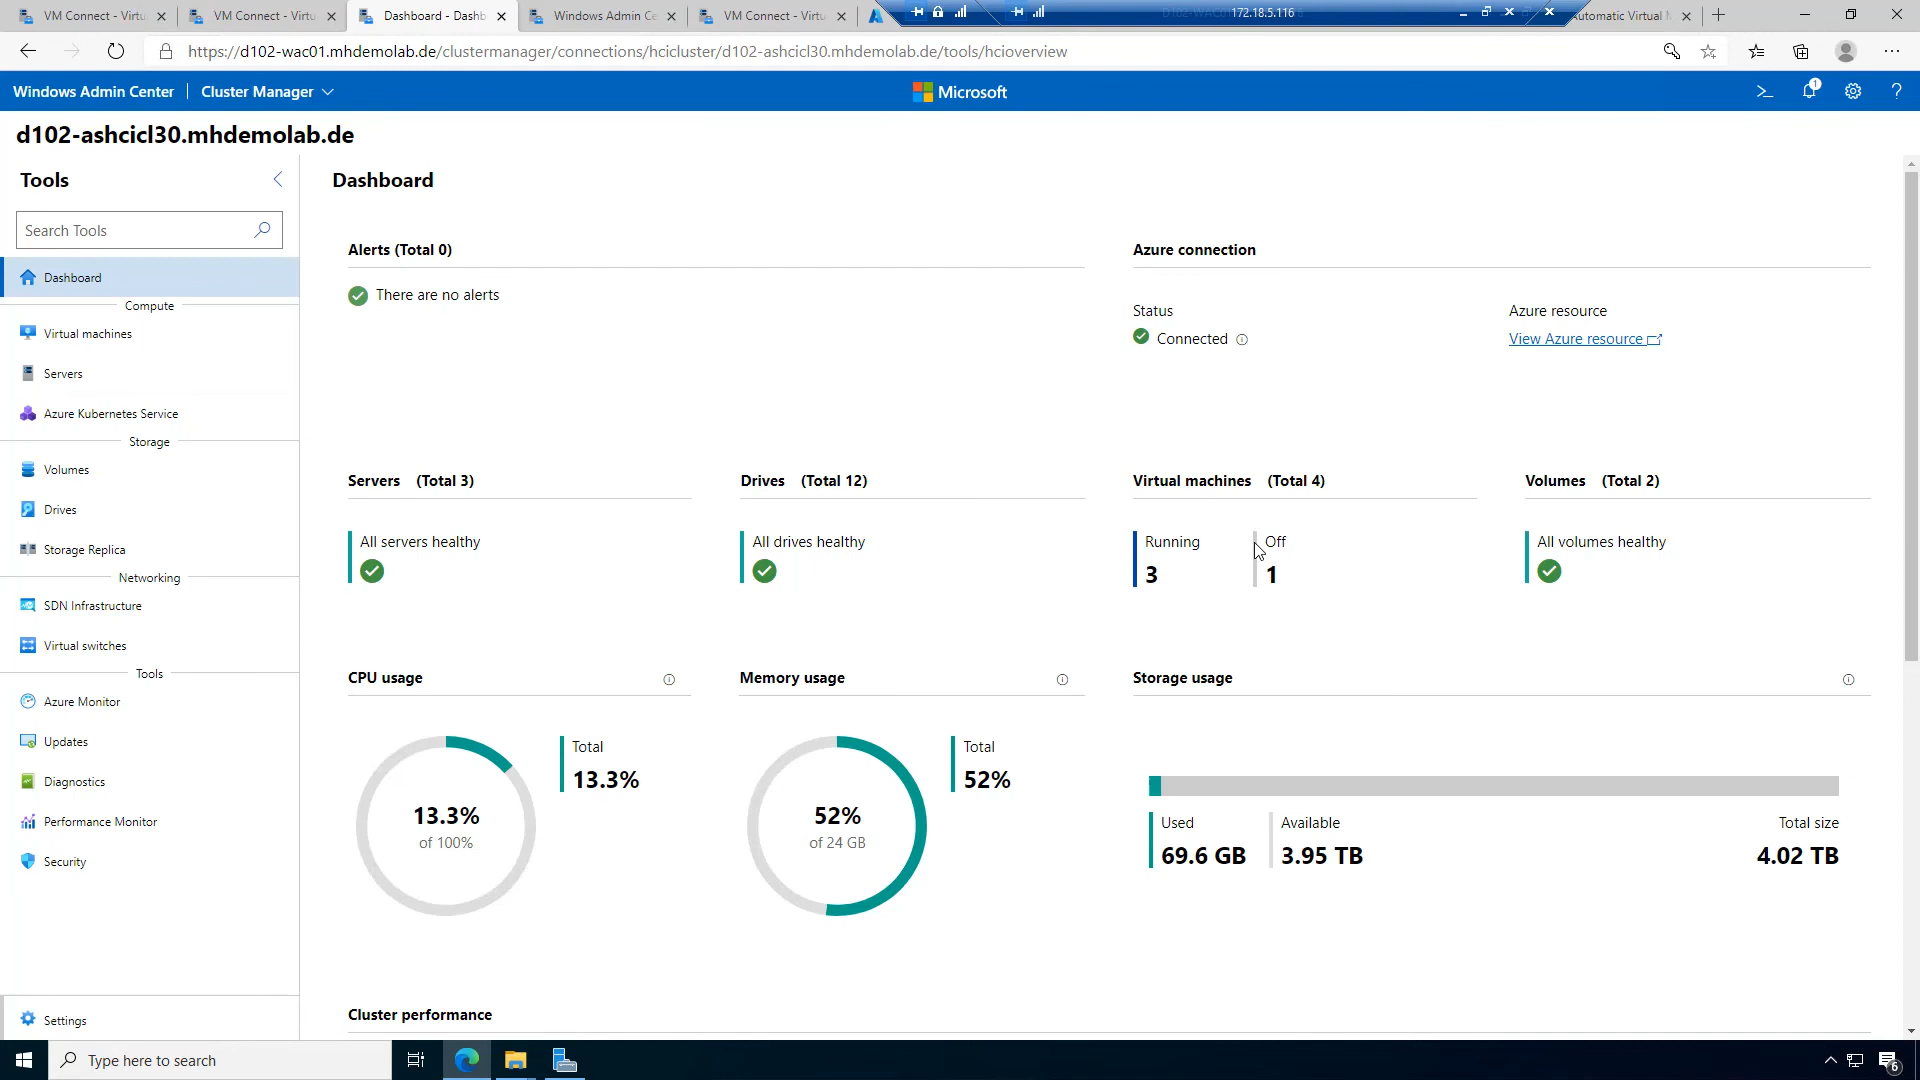 VM Connect - Virtu
VM Connect - Virtu
Dashboard - Dashb
Windows Admin Ce
VM Connect - Virtu
172.18.5.116
utomatic Virtual M
https://d102-wac01.mhdemolab.de/clustermanager/connections/hcicluster/d102-ashcicl30.mhdemolab.de/tools/hcioverview
Windows Admin Center
Cluster Manager
Microsoft
1
d102-ashcicl30.mhdemolab.de
Tools
Search Tools
Dashboard
Compute
Virtual machines
Servers
Azure Kubernetes Service
Storage
Volumes
Drives
Storage Replica
Networking
SDN Infrastructure
Virtual switches
Tools
Azure Monitor
Updates
Diagnostics
Performance Monitor
Security
Settings
Dashboard
Alerts (Total 0)
There are no alerts
Azure connection
Status
Connected
Azure resource
View Azure resource
Servers (Total 3)
All servers healthy
Drives (Total 12)
All drives healthy
Virtual machines (Total 4)
Running
3
Off
1
Volumes (Total 2)
All volumes healthy
CPU usage
13.3%
of 100%
Total
13.3%
Memory usage
52%
of 24 GB
Total
52%
Storage usage
Used
69.6 GB
Available
3.95 TB
Total size
4.02 TB
Cluster performance
Type here to search
6